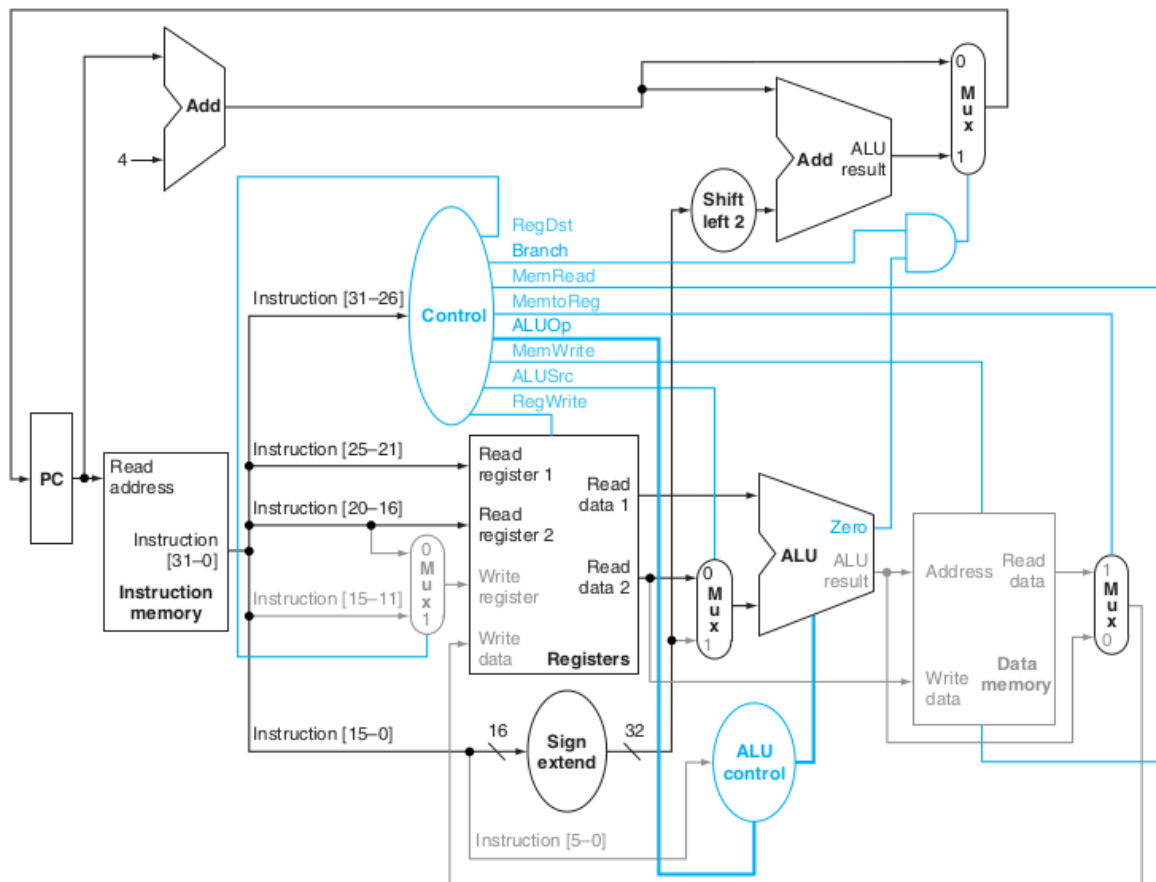 0
M
u
x
1
Add
4
Add
ALU
result
Shift
left 2
RegDst
Branch
MemRead
MemtoReg
ALUOp
MemWrite
ALUSrc
RegWrite
Control
Instruction [31–26]
Instruction [25–21]
Instruction [20–16]
Instruction [15–11]
Instruction [15–0]
Instruction [5–0]
PC
Read
address
Instruction
[31–0]
Instruction
memory
0
M
u
x
1
Read
register 1
Read
register 2
Write
register
Write
data
Read
data 1
Read
data 2
Registers
16
Sign
extend
32
0
M
u
x
1
Zero
ALU
ALU
result
ALU
control
Address
Read
data
Write
data
Data
memory
1
M
u
x
0